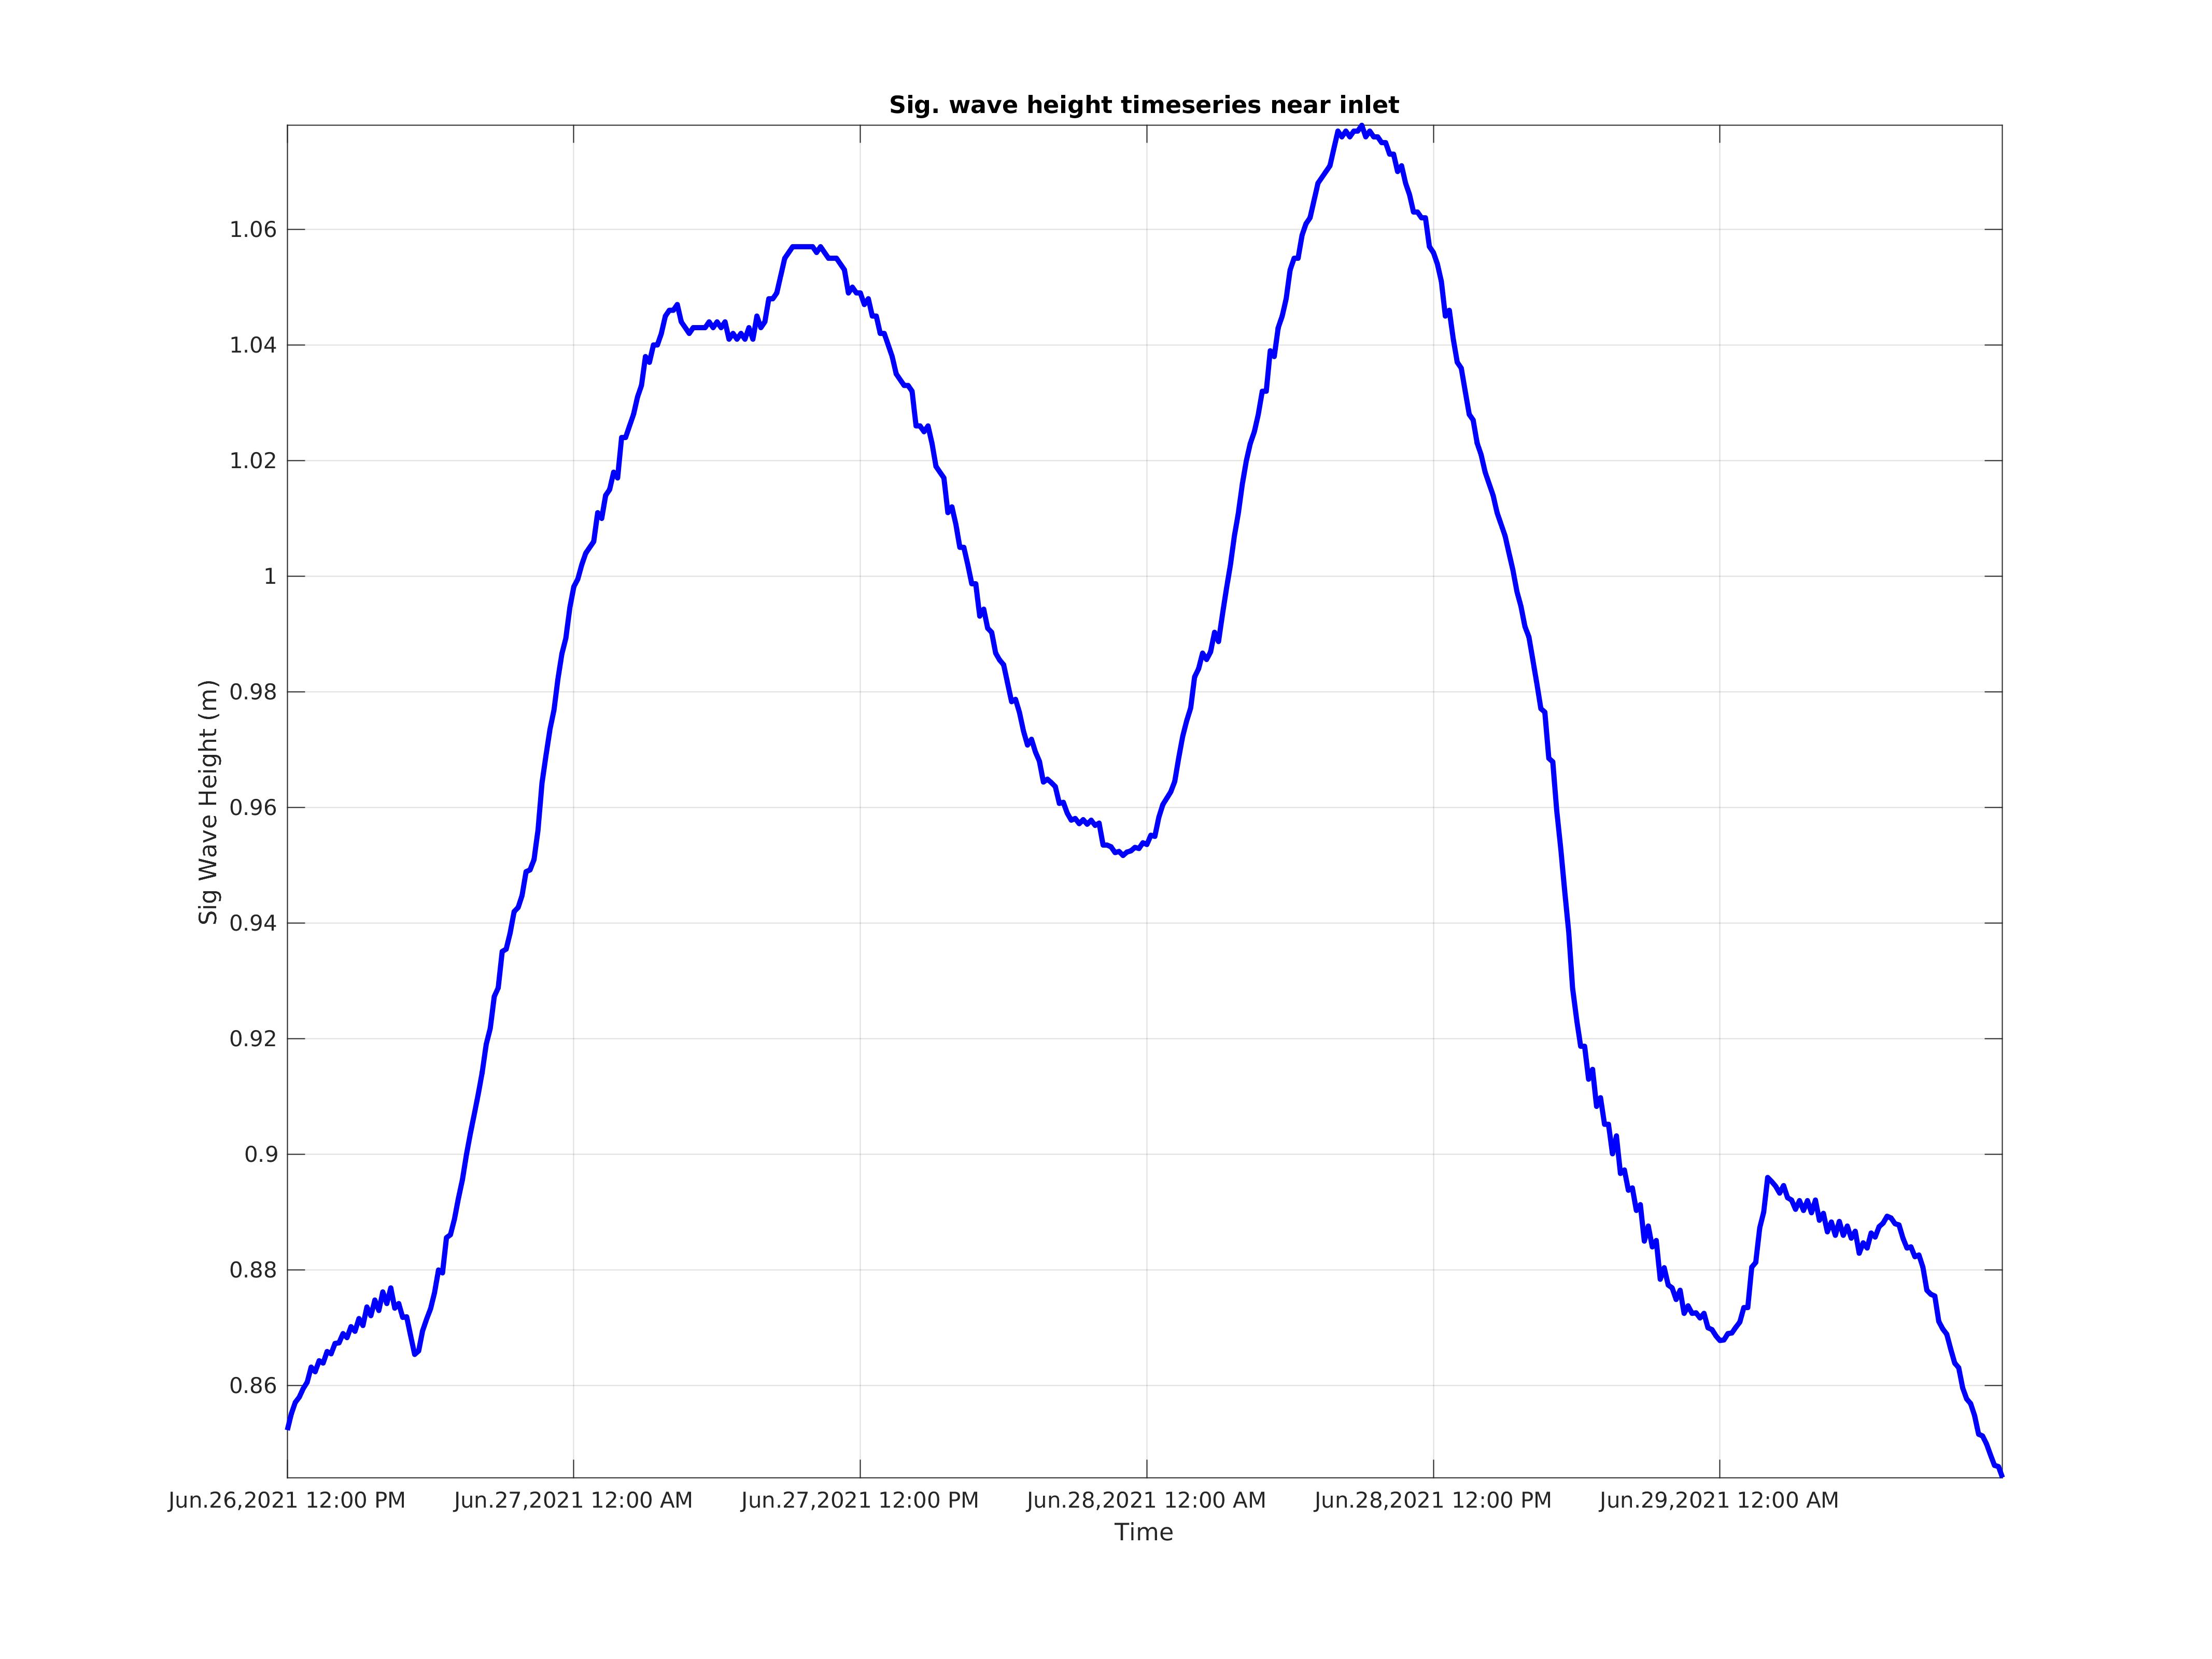 Sig. wave height timeseries near inlet
1.06
1.04
1.02
1
0.98
0.96
0.94
0.92
0.9
0.88
0.86
Sig Wave Height (m)
Jun.26,2021 12:00 PM
Jun.27,2021 12:00 AM
Jun.27,2021 12:00 PM
Jun.28,2021 12:00 AM
Jun.28,2021 12:00 PM
Jun.29,2021 12:00 AM
Time